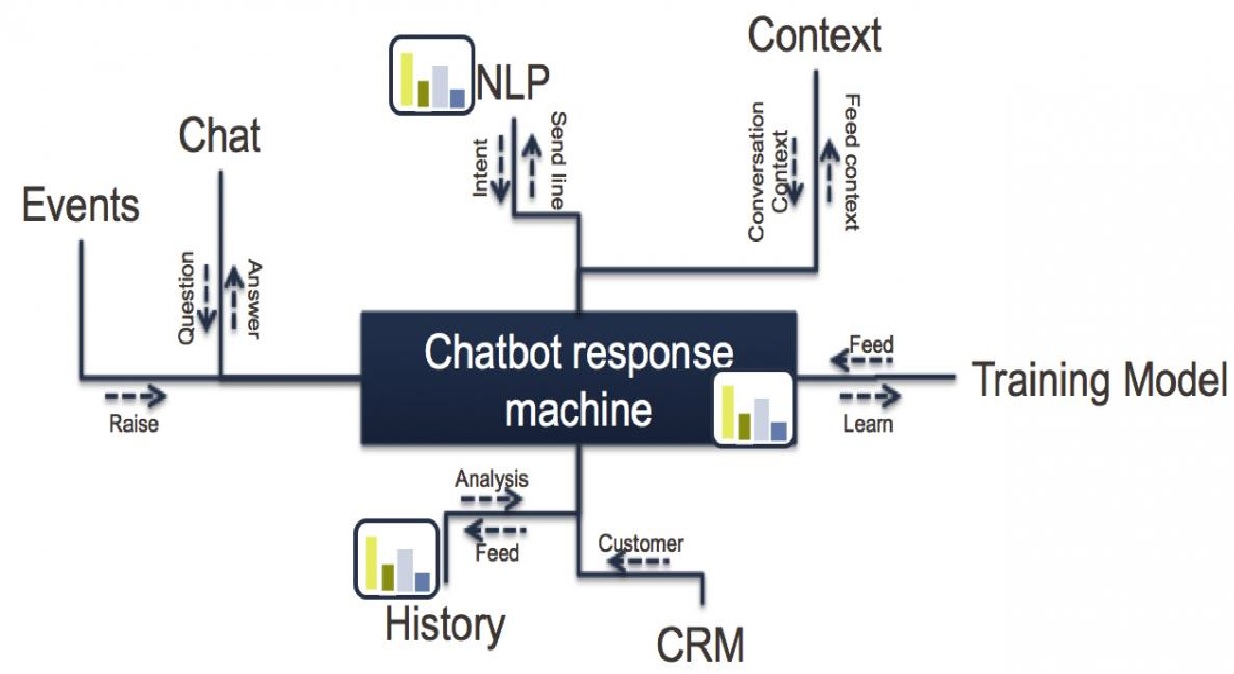 Context
NLP
Chat
Events
Intent
Send line
Conversation
Context
Feed context
Question
Answer
Raise
Chatbot response
machine
Feed
Learn
Training Model
Analysis
Feed
Customer
History
CRM